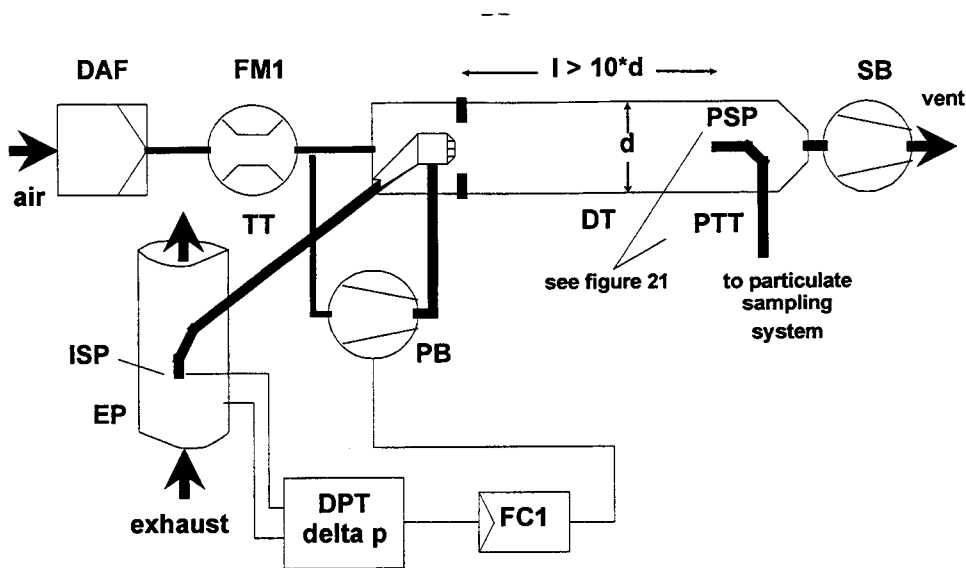 DAF
FM1
l > 10*d
SB
vent
air
d
PSP
TT
DT
PTT
see figure 21
to particulate
sampling
system
PB
ISP
EP
exhaust
DPT
delta p
FC1